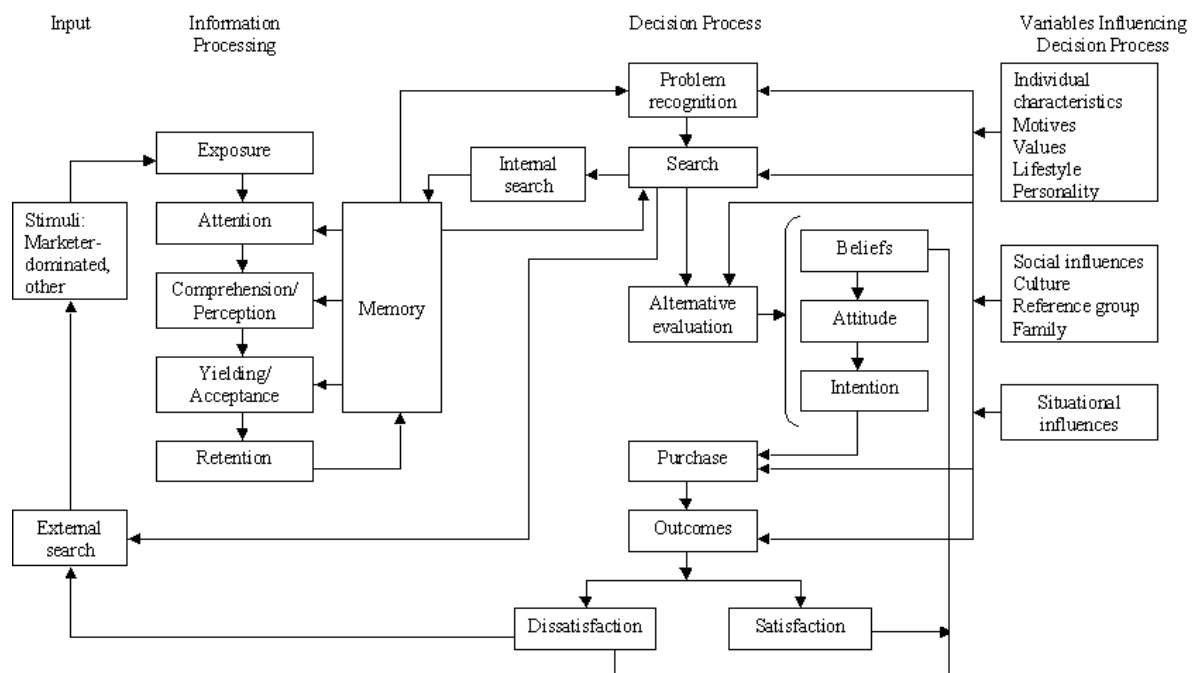 Input
Information
Processing
Decision Process
Variables Influencing
Decision Process
Problem
recognition
Individual
characteristics
Motives
Values
Lifestyle
Personality
Exposure
Internal
search
Search
Stimuli:
Marketer-
dominated,
other
Attention
Beliefs
Social influences
Culture
Reference group
Family
Comprehension/
Perception
Memory
Alternative
evaluation
Attitude
Yielding/
Acceptance
Intention
Situational
influences
Retention
Purchase
External
search
Outcomes
Dissatisfaction
Satisfaction